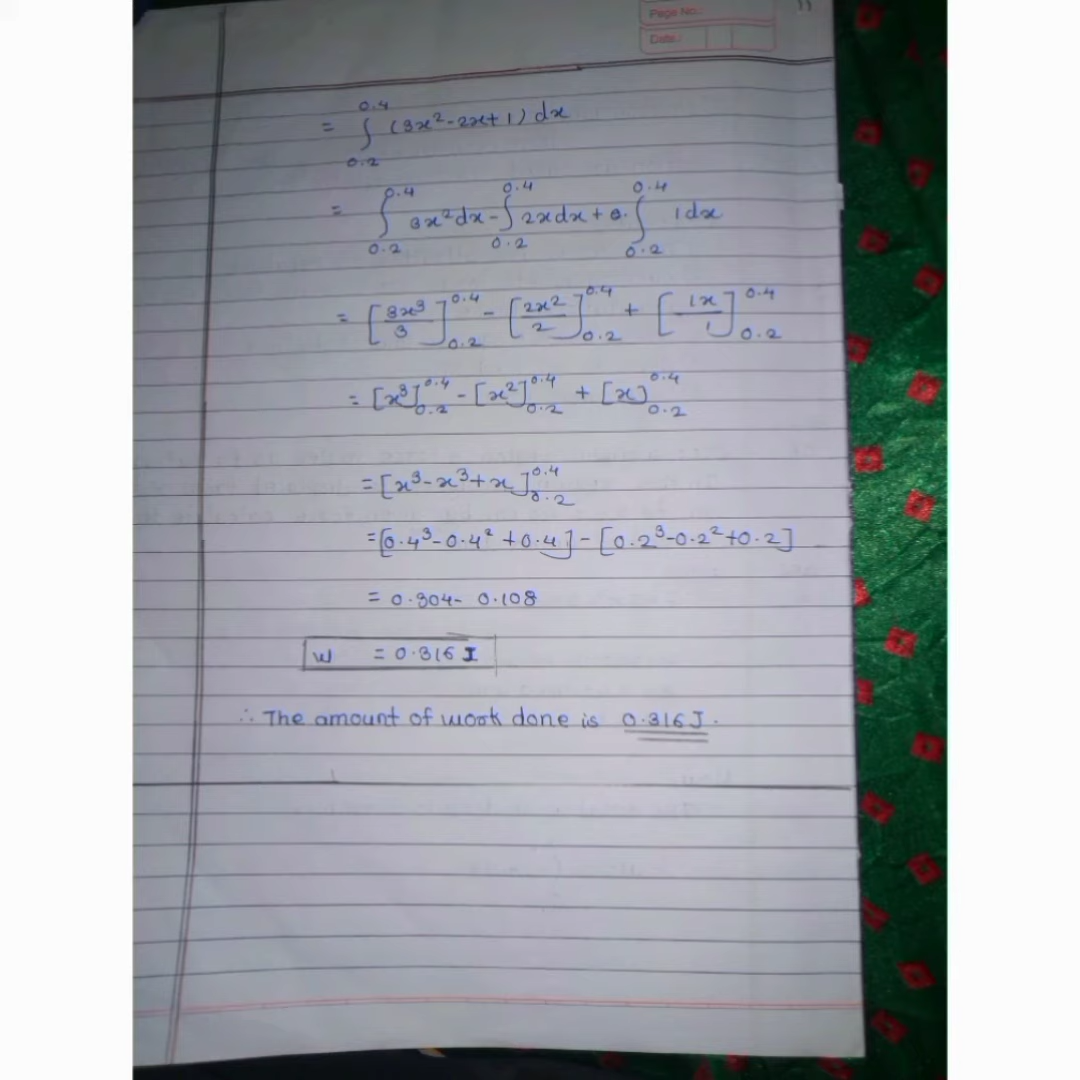 Page No.: 11
Date.:
= ∫_{0.2}^{0.4} (3x²-2x+1) dx
= ∫_{0.2}^{0.4} 3x²dx - ∫_{0.2}^{0.4} 2xdx + 0. ∫_{0.2}^{0.4} 1dx
= [3x³/3]_{0.2}^{0.4} - [2x²/2]_{0.2}^{0.4} + [1x/1]_{0.2}^{0.4}
= [x³]_{0.2}^{0.4} - [x²]_{0.2}^{0.4} + [x]_{0.2}^{0.4}
= [x³-x³+x]_{0.2}^{0.4}
= [0.4³-0.4²+0.4] - [0.2³-0.2²+0.2]
= 0.304- 0.108
W = 0.316 J
∴ The amount of work done is 0.316J.